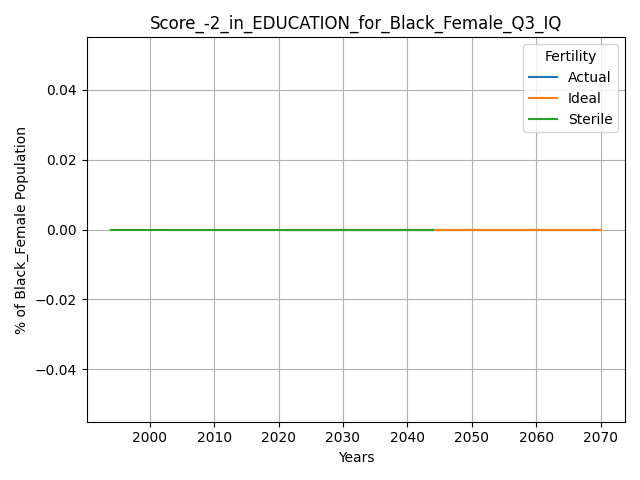 Score_-2_in_EDUCATION_for_Black_Female_Q3_IQ
Fertility
Actual
Ideal
Sterile
% of Black_Female Population
0.04
0.02
0.00
−0.02
−0.04
2000 2010 2020 2030 2040 2050 2060 2070
Years